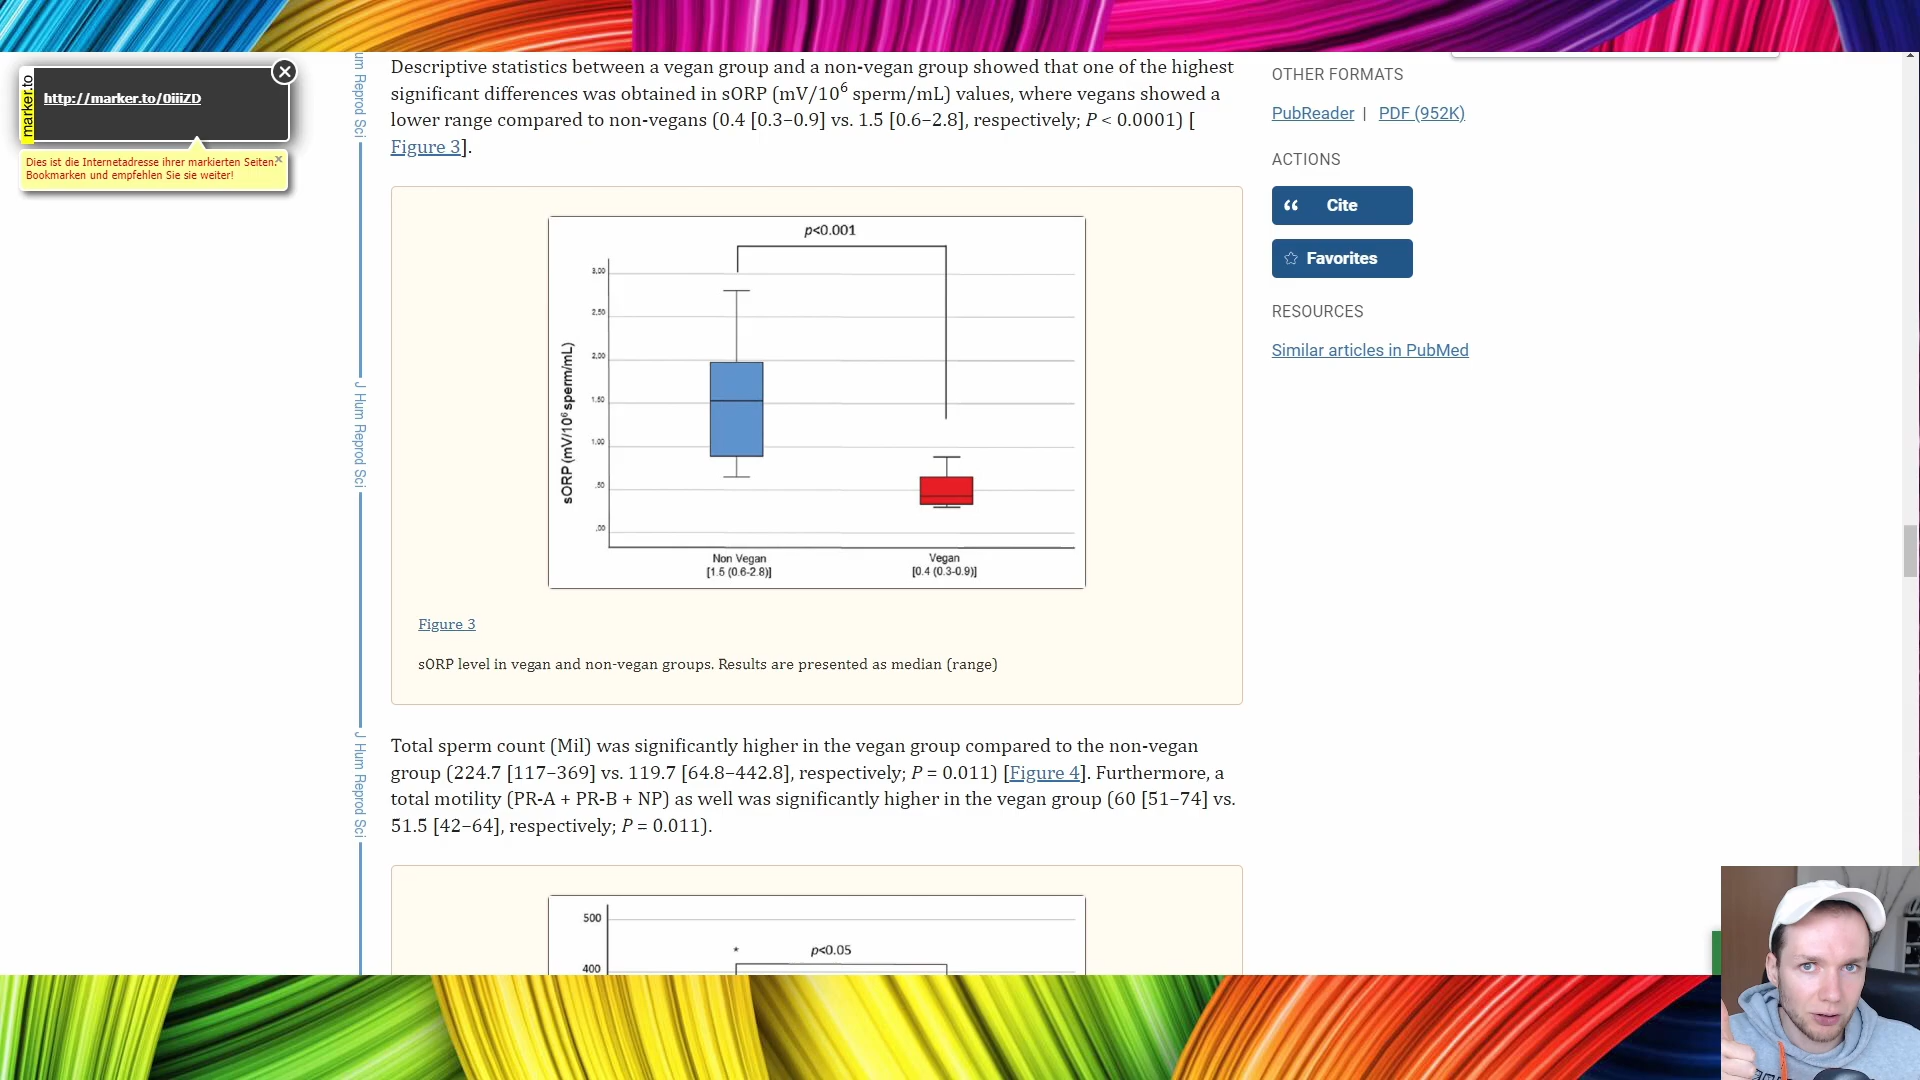 marker.to
http://marker.to/0iiiZD
Dies ist die Internetadresse ihrer markierten Seiten.
Bookmarken und empfehlen Sie sie weiter!
um Reprod Sci
J Hum Reprod Sci
J Hum Reprod Sci
Descriptive statistics between a vegan group and a non-vegan group showed that one of the highest
significant differences was obtained in sORP (mV/10⁶ sperm/mL) values, where vegans showed a
lower range compared to non-vegans (0.4 [0.3–0.9] vs. 1.5 [0.6–2.8], respectively; P < 0.0001) [
Figure 3].
p<0.001
3,00
2,50
2,00
1,50
1,00
,50
,00
sORP (mV/10⁶ sperm/mL)
Non Vegan
[1.5 (0.6-2.8)]
Vegan
[0.4 (0.3-0.9)]
Figure 3
sORP level in vegan and non-vegan groups. Results are presented as median (range)
Total sperm count (Mil) was significantly higher in the vegan group compared to the non-vegan
group (224.7 [117–369] vs. 119.7 [64.8–442.8], respectively; P = 0.011) [Figure 4]. Furthermore, a
total motility (PR-A + PR-B + NP) as well was significantly higher in the vegan group (60 [51–74] vs.
51.5 [42–64], respectively; P = 0.011).
500
*
p<0.05
400
OTHER FORMATS
PubReader | PDF (952K)
ACTIONS
Cite
Favorites
RESOURCES
Similar articles in PubMed